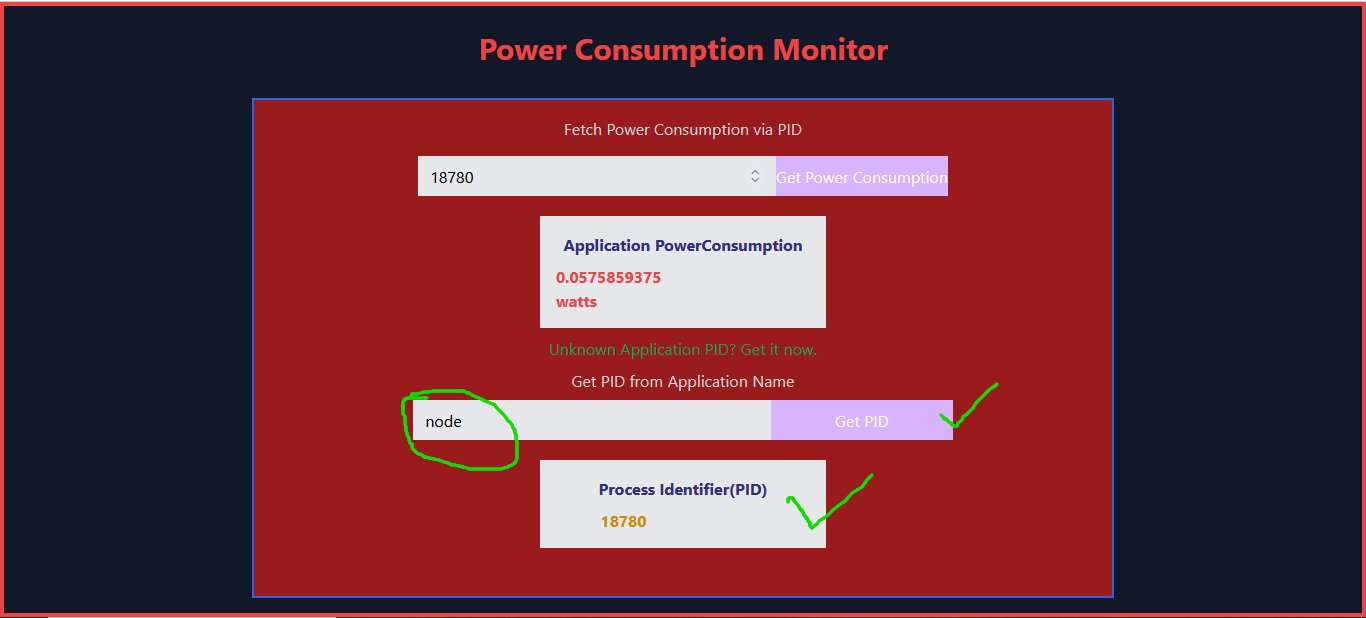 Power Consumption Monitor
Fetch Power Consumption via PID
18780 Get Power Consumption
Application PowerConsumption
0.0575859375
watts
Unknown Application PID? Get it now.
Get PID from Application Name
node Get PID
Process Identifier(PID)
18780